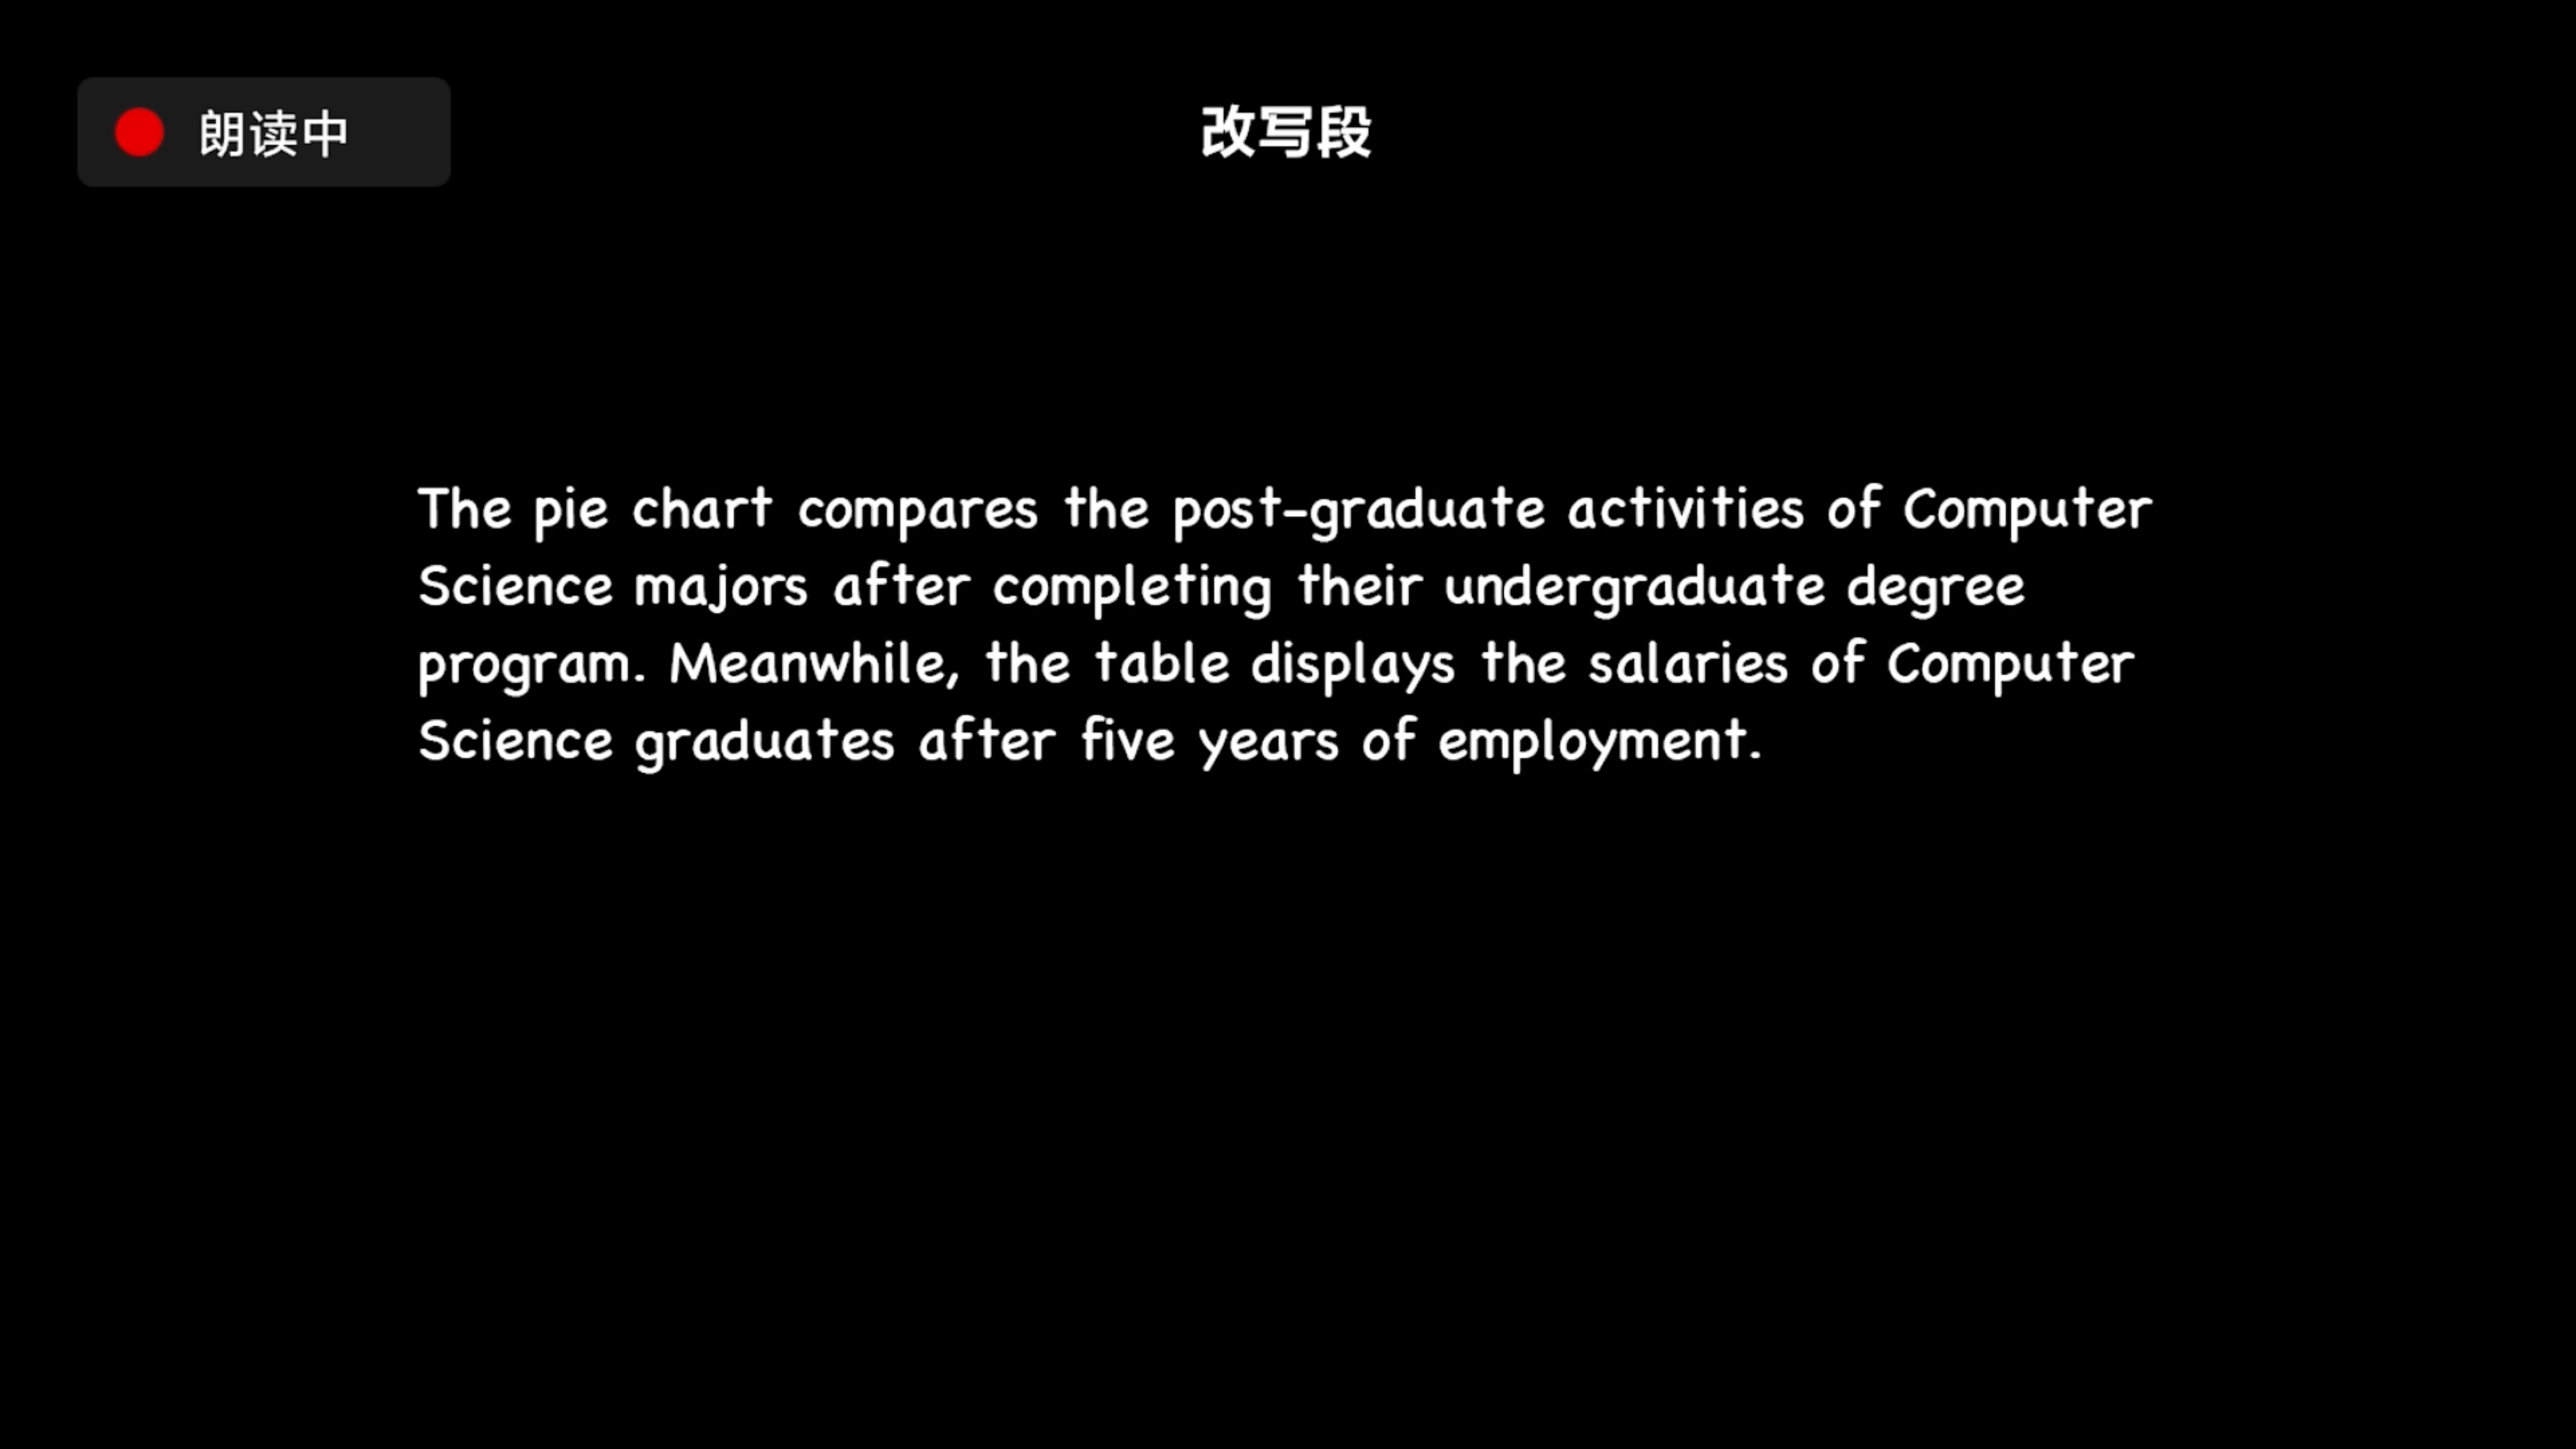 朗读中
改写段
The pie chart compares the post-graduate activities of Computer
Science majors after completing their undergraduate degree
program. Meanwhile, the table displays the salaries of Computer
Science graduates after five years of employment.